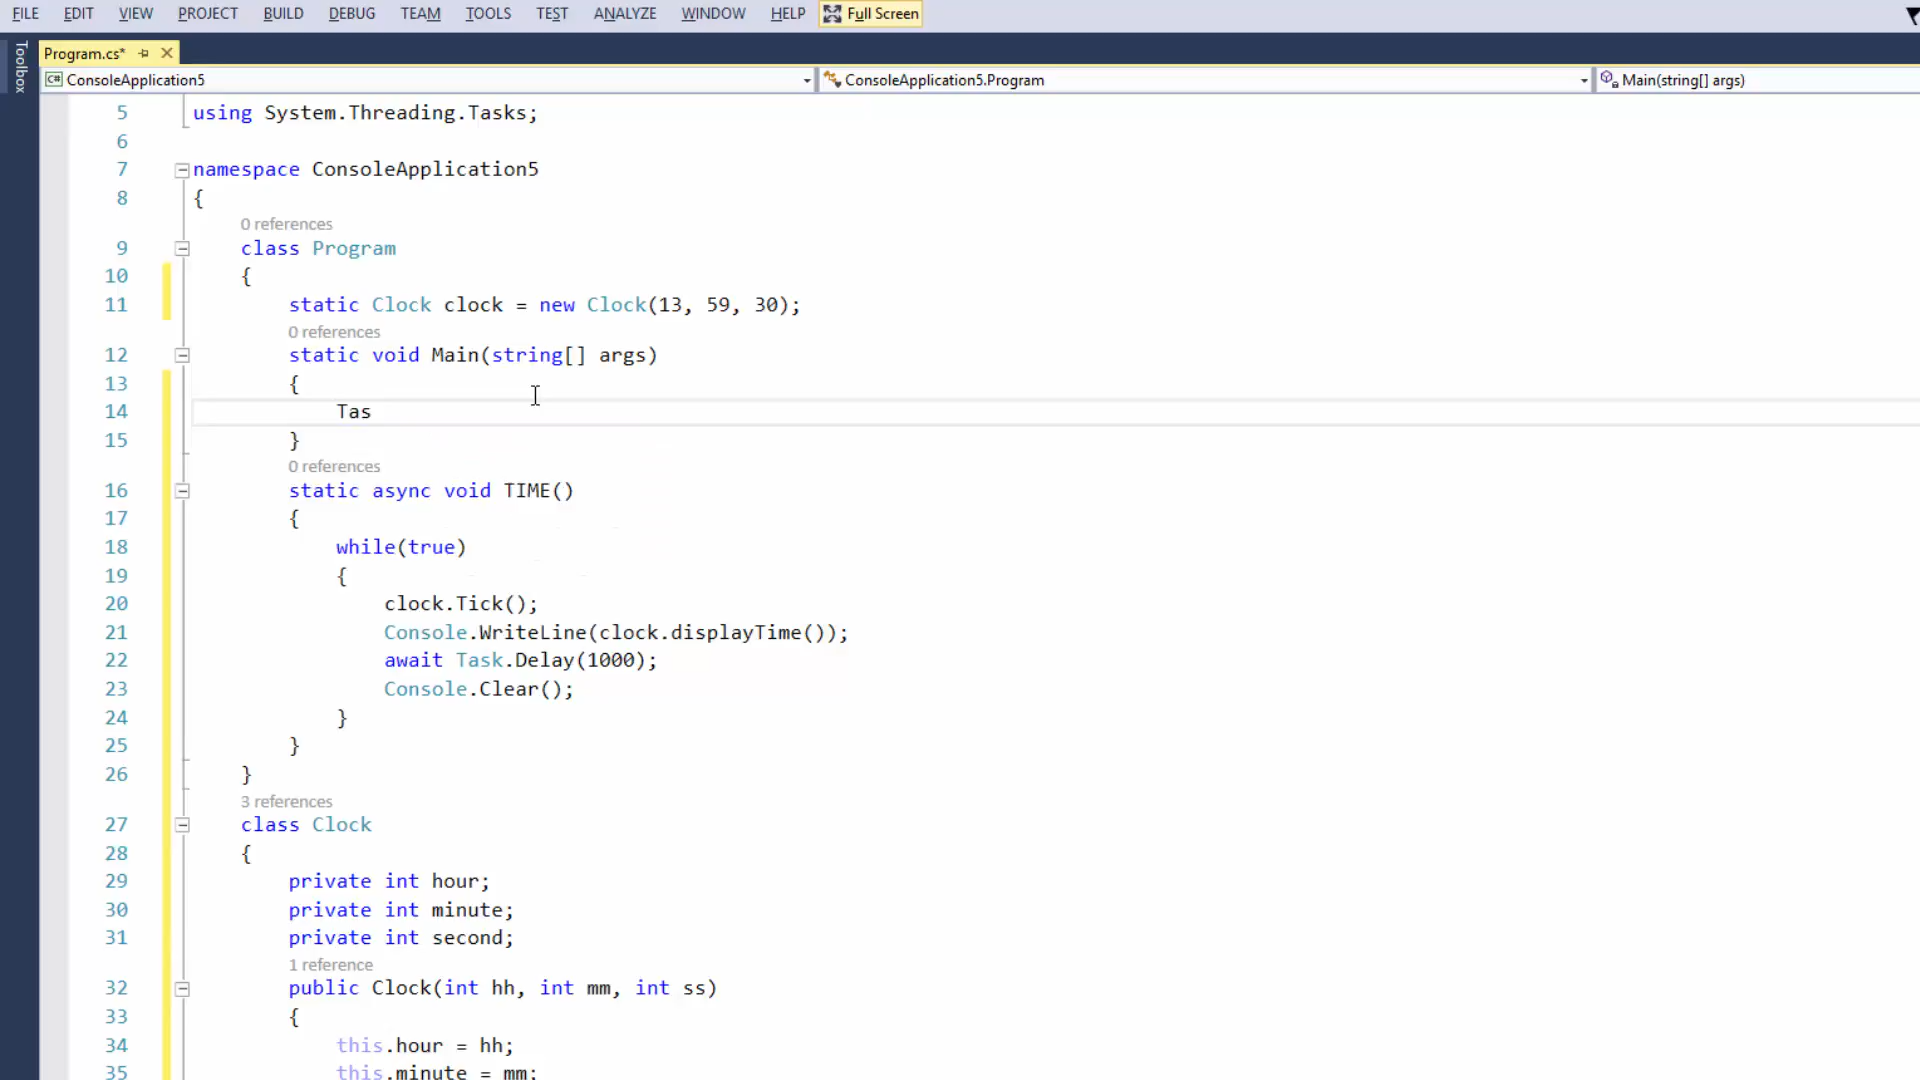 FILE EDIT VIEW PROJECT BUILD DEBUG TEAM TOOLS TEST ANALYZE WINDOW HELP Full Screen
Toolbox
Program.cs*
ConsoleApplication5 ConsoleApplication5.Program Main(string[] args)
5 using System.Threading.Tasks;
6
7 namespace ConsoleApplication5
8 {
0 references
9 class Program
10 {
11 static Clock clock = new Clock(13, 59, 30);
0 references
12 static void Main(string[] args)
13 {
14 Tas
15 }
0 references
16 static async void TIME()
17 {
18 while(true)
19 {
20 clock.Tick();
21 Console.WriteLine(clock.displayTime());
22 await Task.Delay(1000);
23 Console.Clear();
24 }
25 }
26 }
3 references
27 class Clock
28 {
29 private int hour;
30 private int minute;
31 private int second;
1 reference
32 public Clock(int hh, int mm, int ss)
33 {
34 this.hour = hh;
35 this.minute = mm;